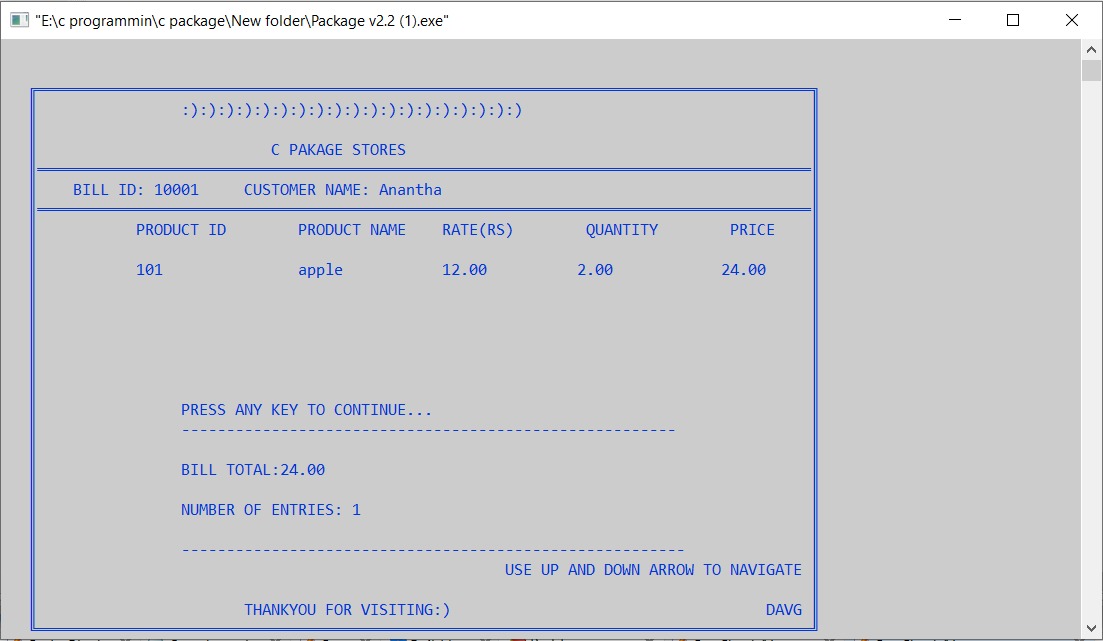 "E:\c programmin\c package\New folder\Package v2.2 (1).exe"
:):):):):):):):):):):):):):):):):):):)
C PAKAGE STORES
BILL ID: 10001 CUSTOMER NAME: Anantha
PRODUCT ID PRODUCT NAME RATE(RS) QUANTITY PRICE
101 apple 12.00 2.00 24.00
PRESS ANY KEY TO CONTINUE...
-------------------------------------------------------
BILL TOTAL:24.00
NUMBER OF ENTRIES: 1
--------------------------------------------------------
USE UP AND DOWN ARROW TO NAVIGATE
THANKYOU FOR VISITING:) DAVG